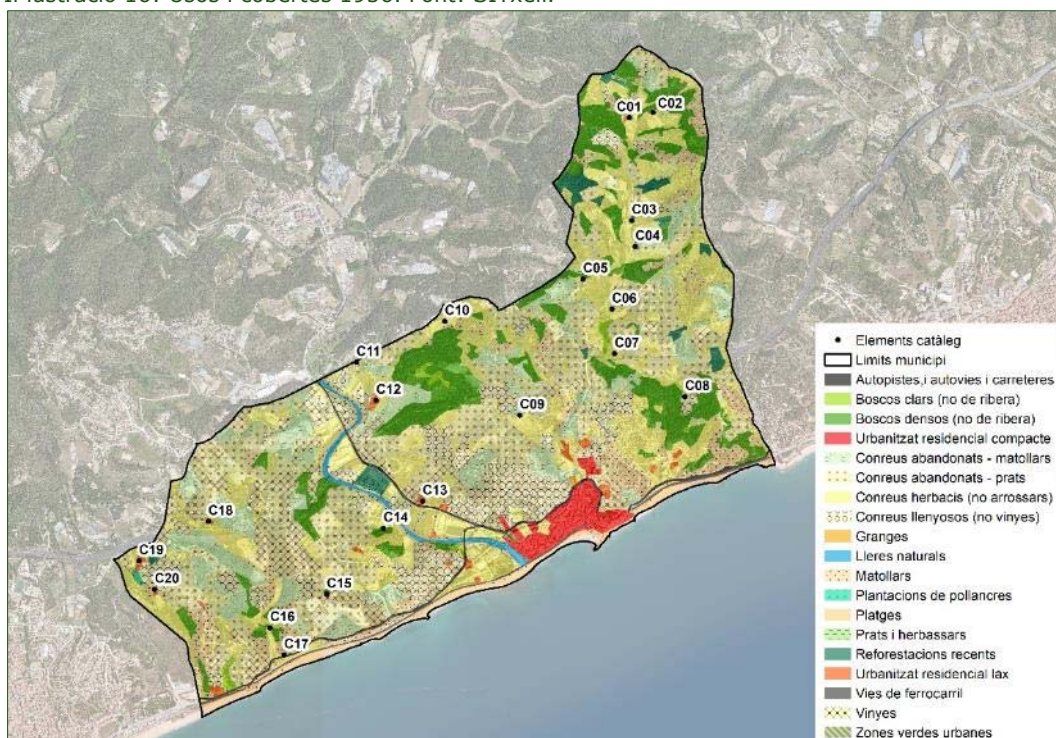 Il·lustració 10: Usos i cobertes 1956. Font: SITxell.
C01
C02
C03
C04
C05
C06
C07
C08
C09
C10
C11
C12
C13
C14
C15
C16
C17
C18
C19
C20
Elements catàleg
Limits municipi
Autopistes,i autovies i carreteres
Boscos clars (no de ribera)
Boscos densos (no de ribera)
Urbanitzat residencial compacte
Conreus abandonats - matollars
Conreus abandonats - prats
Conreus herbacis (no arrossars)
Conreus llenyosos (no vinyes)
Granges
Lleres naturals
Matollars
Plantacions de pollancres
Platges
Prats i herbassars
Reforestacions recents
Urbanitzat residencial lax
Vies de ferrocarril
Vinyes
Zones verdes urbanes